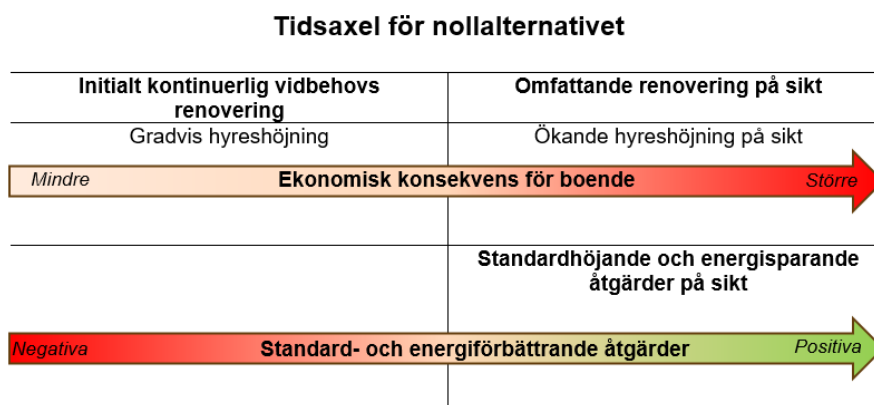 Tidsaxel för nollalternativet
Initialt kontinuerlig vidbehovs
renovering
Omfattande renovering på sikt
Gradvis hyreshöjning
Ökande hyreshöjning på sikt
Mindre
Ekonomisk konsekvens för boende
Större
Standardhöjande och energisparande
åtgärder på sikt
Negativa
Standard- och energiförbättrande åtgärder
Positiva